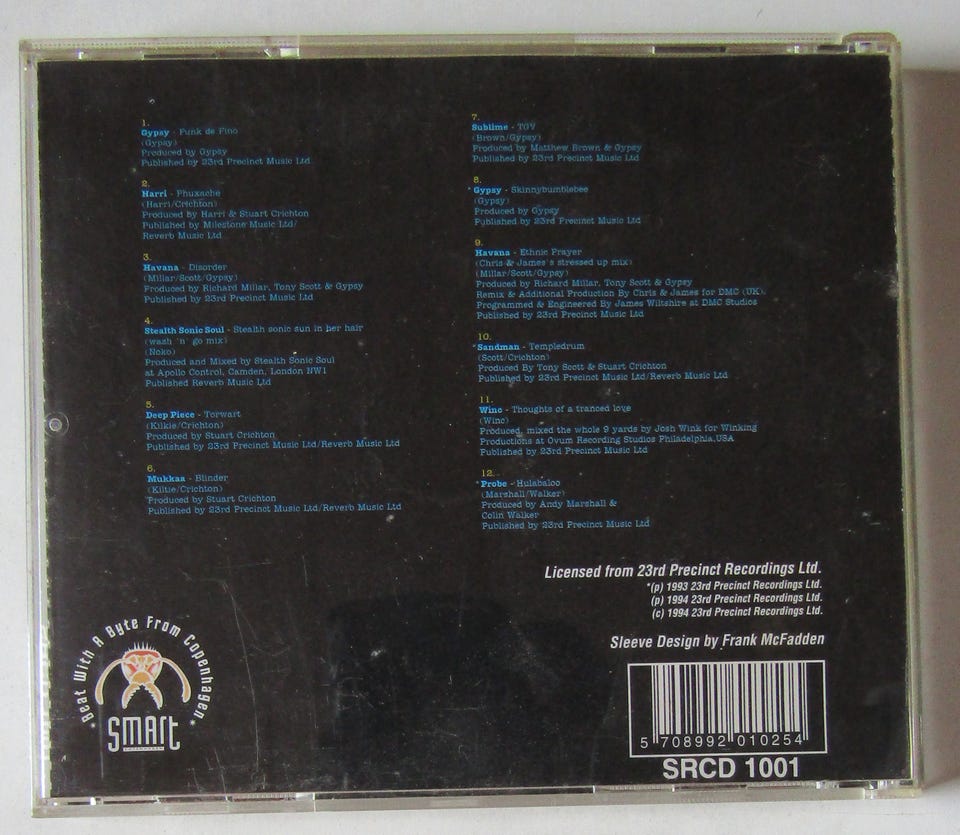 1.
Gypsy - Funk de Fino
(Gypsy)
Produced by Gypsy
Published by 23rd Precinct Music Ltd
2.
Harri - Phuxache
(Harri/Crichton)
Produced by Harri & Stuart Crichton
Published by Milestone Music Ltd/
Reverb Music Ltd
3.
Havana - Disorder
(Millar/Scott/Gypsy)
Produced by Richard Millar, Tony Scott & Gypsy
Published by 23rd Precinct Music Ltd
4.
Stealth Sonic Soul - Stealth sonic sun in her hair
(wash 'n' go mix)
(Noko)
Produced and Mixed by Stealth Sonic Soul
at Apollo Control, Camden, London NW1
Published Reverb Music Ltd
5.
Deep Piece - Torwart
(Kilkie/Crichton)
Produced by Stuart Crichton
Published by 23rd Precinct Music Ltd/Reverb Music Ltd
6.
Mukkaa - Blinder
(Kiltie/Crichton)
Produced by Stuart Crichton
Published by 23rd Precinct Music Ltd/Reverb Music Ltd
7.
Sublime - TGV
(Brown/Gypsy)
Produced by Matthew Brown & Gypsy
Published by 23rd Precinct Music Ltd
8.
*Gypsy - Skinnybumblebee
(Gypsy)
Produced by Gypsy
Published by 23rd Precinct Music Ltd
9.
Havana - Ethnic Prayer
(Chris & James's stressed up mix)
(Millar/Scott/Gypsy)
Produced by Richard Millar, Tony Scott & Gypsy
Remix & Additional Production By Chris & James for DMC (UK).
Programmed & Engineered By James Wiltshire at DMC Studios
Published by 23rd Precinct Music Ltd
10.
*Sandman - Templedrum
(Scott/Crichton)
Produced By Tony Scott & Stuart Crichton
Published by 23rd Precinct Music Ltd/Reverb Music Ltd
11.
Winc - Thoughts of a tranced love
(Winc)
Produced, mixed the whole 9 yards by Josh Wink for Winking
Productions at Ovum Recording Studios Philadelphia,USA
Published by 23rd Precinct Music Ltd
12.
*Probe - Hulabaloo
(Marshall/Walker)
Produced by Andy Marshall &
Colin Walker
Published by 23rd Precinct Music Ltd
Licensed from 23rd Precinct Recordings Ltd.
*(p) 1993 23rd Precinct Recordings Ltd.
(p) 1994 23rd Precinct Recordings Ltd.
(c) 1994 23rd Precinct Recordings Ltd.
Sleeve Design by Frank McFadden
* Beat With A Byte From Copenhagen *
SMArt
5 708992 010254
SRCD 1001